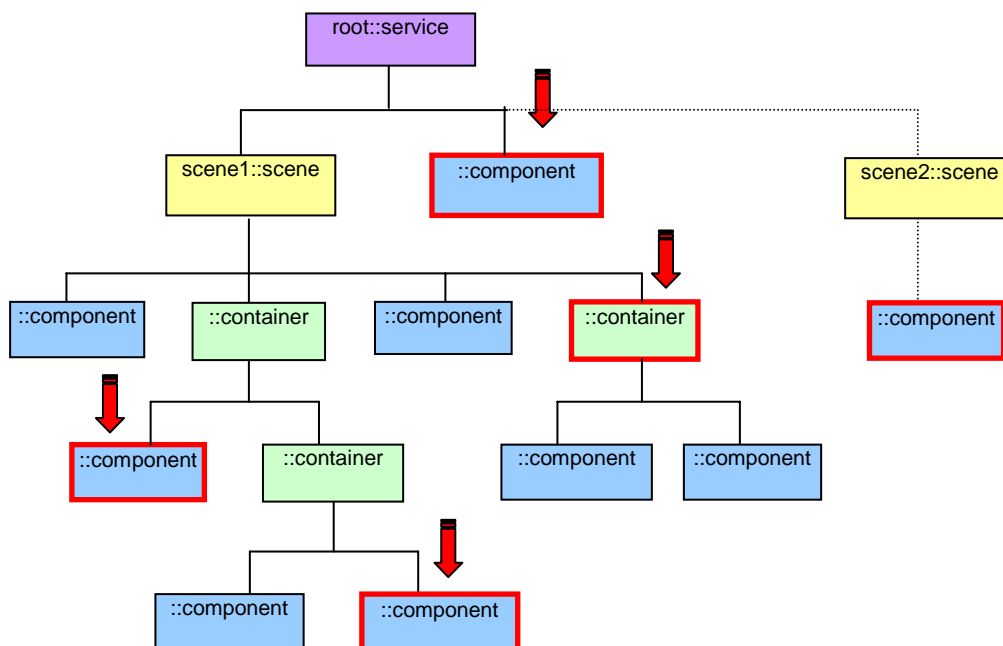 root::service
scene1::scene
::component
scene2::scene
::component
::container
::component
::container
::component
::component
::container
::component
::component
::component
::component